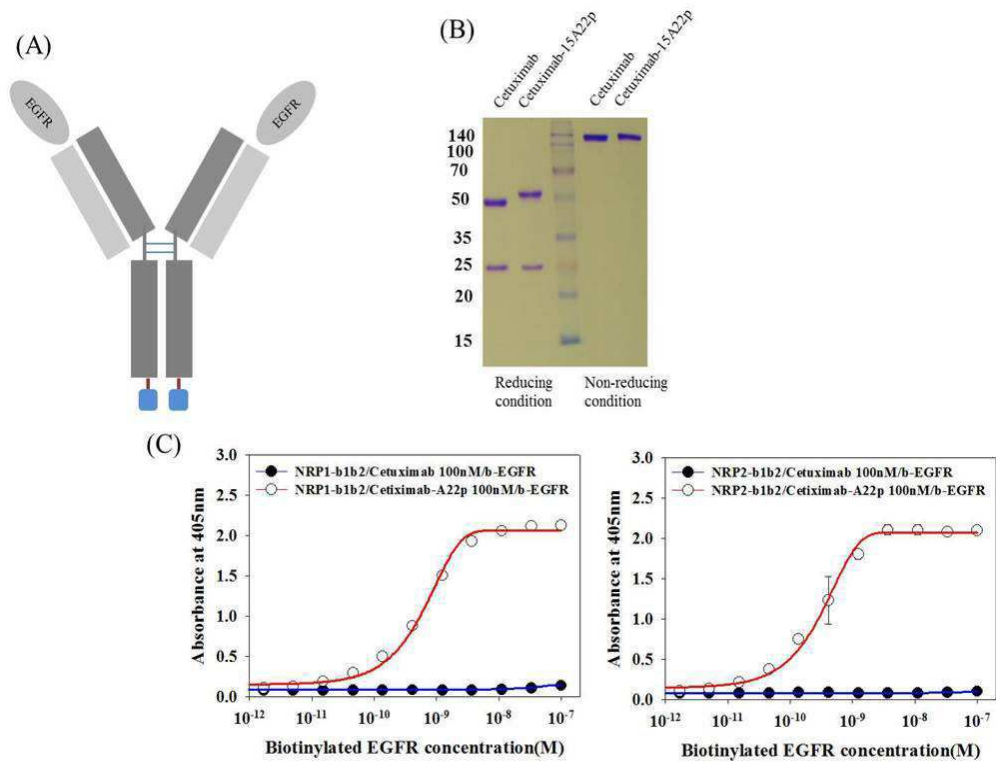 (A)
EGFR
EGFR
(B)
Cetuximab
Cetuximab-15A22p
Cetuximab
Cetuximab-15A22p
140
100
70
50
35
25
20
15
Reducing
condition
Non-reducing
condition
(C)
3.0
2.5
2.0
1.5
1.0
0.5
0.0
Absorbance at 405nm
NRP1-b1b2/Cetuximab 100nM/b-EGFR
NRP1-b1b2/Cetiximab-A22p 100nM/b-EGFR
10-12
10-11
10-10
10-9
10-8
10-7
Biotinylated EGFR concentration(M)
3.0
2.5
2.0
1.5
1.0
0.5
0.0
Absorbance at 405nm
NRP2-b1b2/Cetuximab 100nM/b-EGFR
NRP2-b1b2/Cetiximab-A22p 100nM/b-EGFR
10-12
10-11
10-10
10-9
10-8
10-7
Biotinylated EGFR concentration(M)